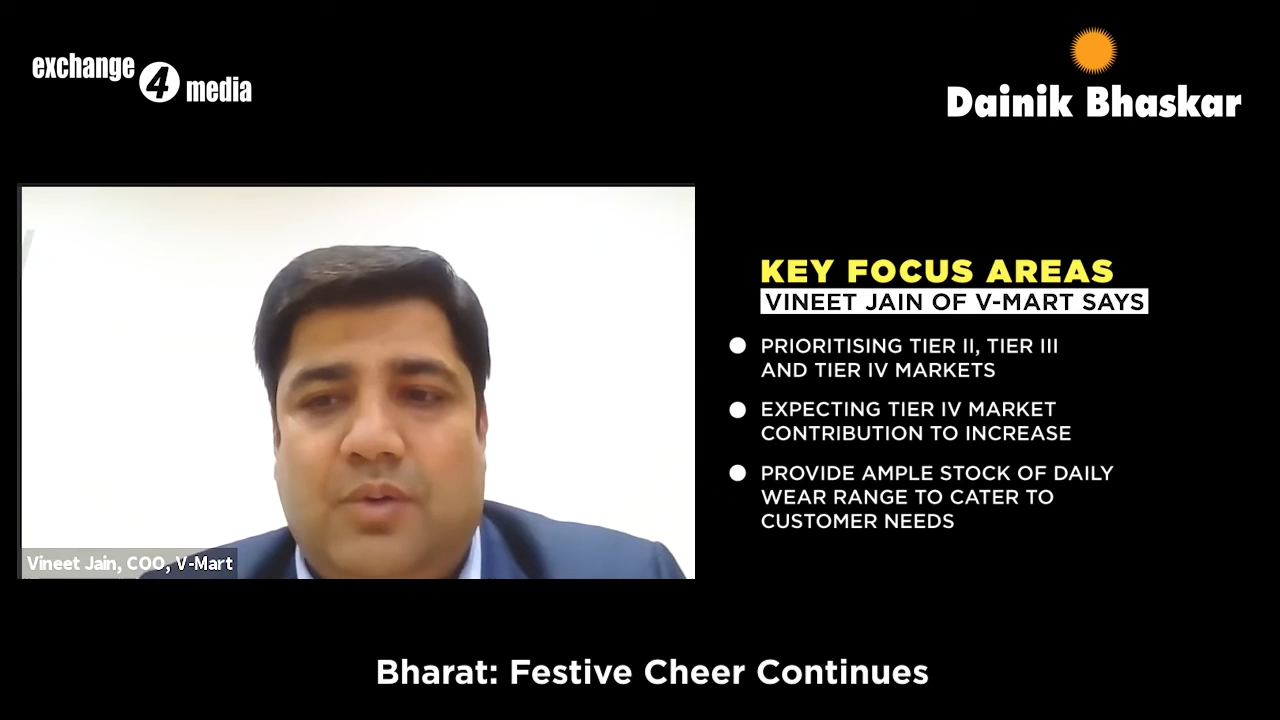 exchange
4
media
Dainik Bhaskar
KEY FOCUS AREAS
VINEET JAIN OF V-MART SAYS
PRIORITISING TIER II, TIER III
AND TIER IV MARKETS
EXPECTING TIER IV MARKET
CONTRIBUTION TO INCREASE
PROVIDE AMPLE STOCK OF DAILY
WEAR RANGE TO CATER TO
CUSTOMER NEEDS
Vineet Jain, COO, V-Mart
Bharat: Festive Cheer Continues